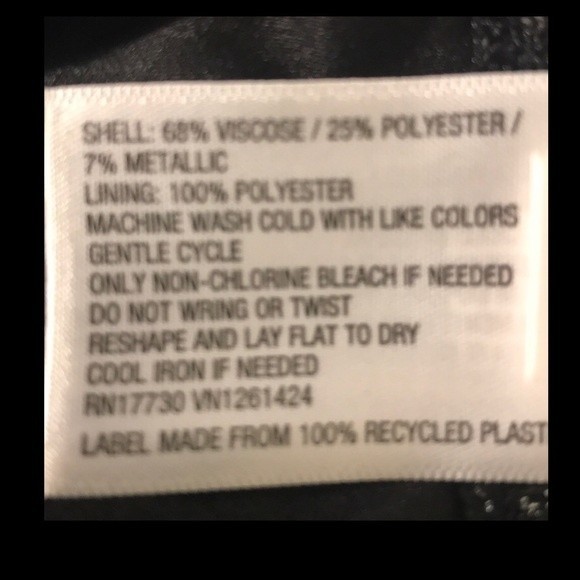 SHELL: 68% VISCOSE / 25% POLYESTER /
7% METALLIC
LINING: 100% POLYESTER
MACHINE WASH COLD WITH LIKE COLORS
GENTLE CYCLE
ONLY NON-CHLORINE BLEACH IF NEEDED
DO NOT WRING OR TWIST
RESHAPE AND LAY FLAT TO DRY
COOL IRON IF NEEDED
RN17730 VN1261424
LABEL MADE FROM 100% RECYCLED PLAST